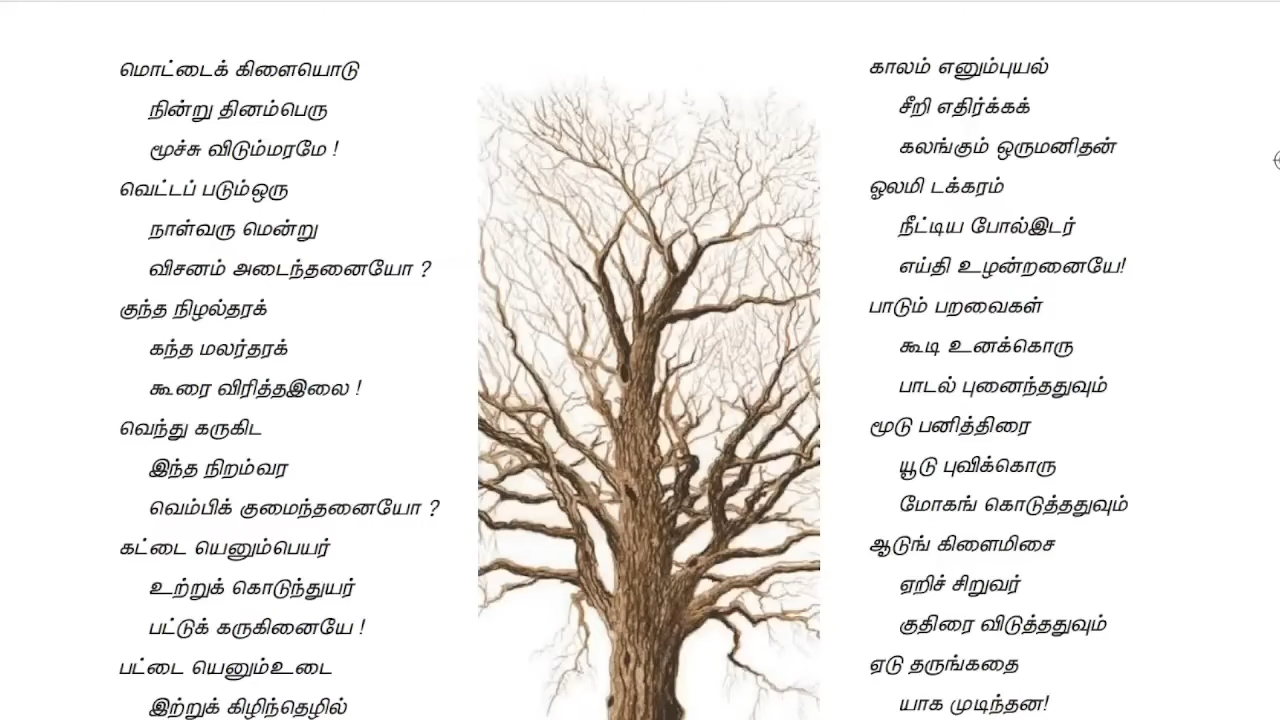 மொட்டைக் கிளையொடு
நின்று தினம்பெரு
மூச்சு விடும்மரமே !
வெட்டப் படும்ஒரு
நாள்வரு மென்று
விசனம் அடைந்தனையோ ?
குந்த நிழல்தரக்
கந்த மலர்தரக்
கூரை விரித்தஇலை !
வெந்து கருகிட
இந்த நிறம்வர
வெம்பிக் குமைந்தனையோ ?
கட்டை யெனும்பெயர்
உற்றுக் கொடுந்துயர்
பட்டுக் கருகினையே !
பட்டை யெனும்உடை
இற்றுக் கிழிந்தெழில்
காலம் எனும்புயல்
சீறி எதிர்க்கக்
கலங்கும் ஒருமனிதன்
ஓலமி டக்கரம்
நீட்டிய போல்இடர்
எய்தி உழன்றனையே!
பாடும் பறவைகள்
கூடி உனக்கொரு
பாடல் புனைந்ததுவும்
மூடு பனித்திரை
யூடு புவிக்கொரு
மோகங் கொடுத்ததுவும்
ஆடுங் கிளைமிசை
ஏறிச் சிறுவர்
குதிரை விடுத்ததுவும்
ஏடு தருங்கதை
யாக முடிந்தன!